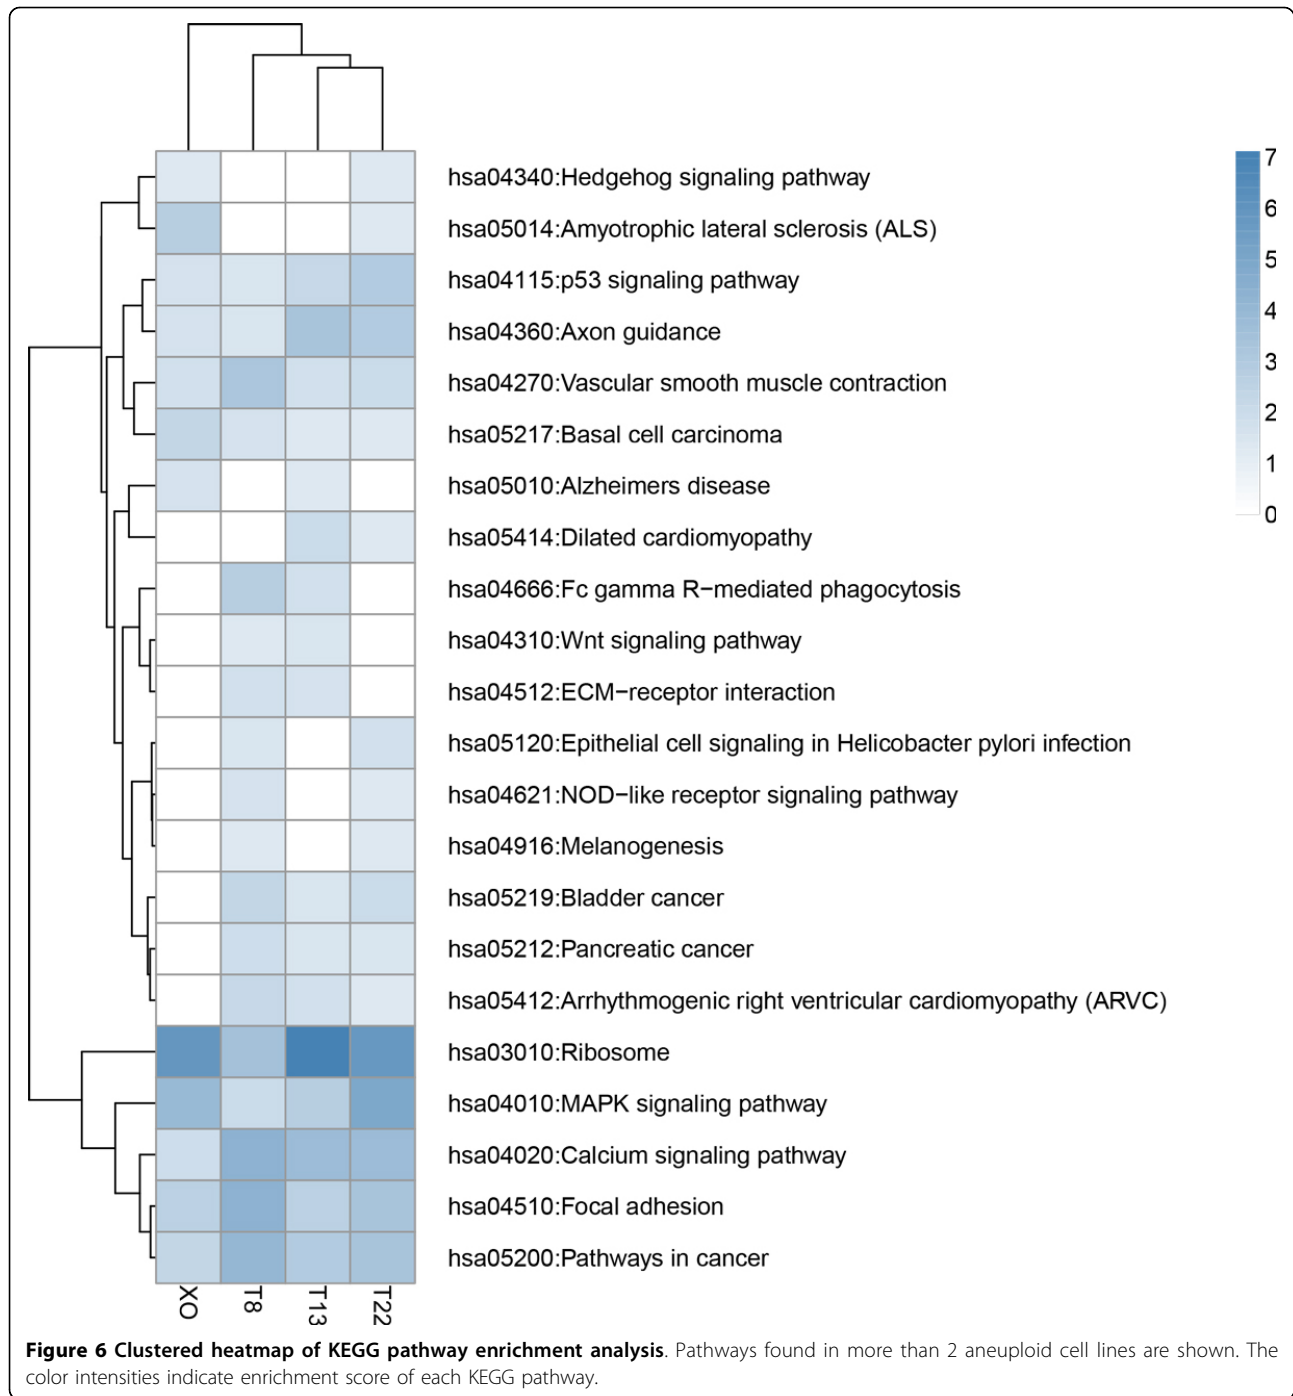 hsa04340:Hedgehog signaling pathway
hsa05014:Amyotrophic lateral sclerosis (ALS)
hsa04115:p53 signaling pathway
hsa04360:Axon guidance
hsa04270:Vascular smooth muscle contraction
hsa05217:Basal cell carcinoma
hsa05010:Alzheimers disease
hsa05414:Dilated cardiomyopathy
hsa04666:Fc gamma R−mediated phagocytosis
hsa04310:Wnt signaling pathway
hsa04512:ECM−receptor interaction
hsa05120:Epithelial cell signaling in Helicobacter pylori infection
hsa04621:NOD−like receptor signaling pathway
hsa04916:Melanogenesis
hsa05219:Bladder cancer
hsa05212:Pancreatic cancer
hsa05412:Arrhythmogenic right ventricular cardiomyopathy (ARVC)
hsa03010:Ribosome
hsa04010:MAPK signaling pathway
hsa04020:Calcium signaling pathway
hsa04510:Focal adhesion
hsa05200:Pathways in cancer
7
6
5
4
3
2
1
0
XO
T8
T13
T22
Figure 6 Clustered heatmap of KEGG pathway enrichment analysis. Pathways found in more than 2 aneuploid cell lines are shown. The
color intensities indicate enrichment score of each KEGG pathway.